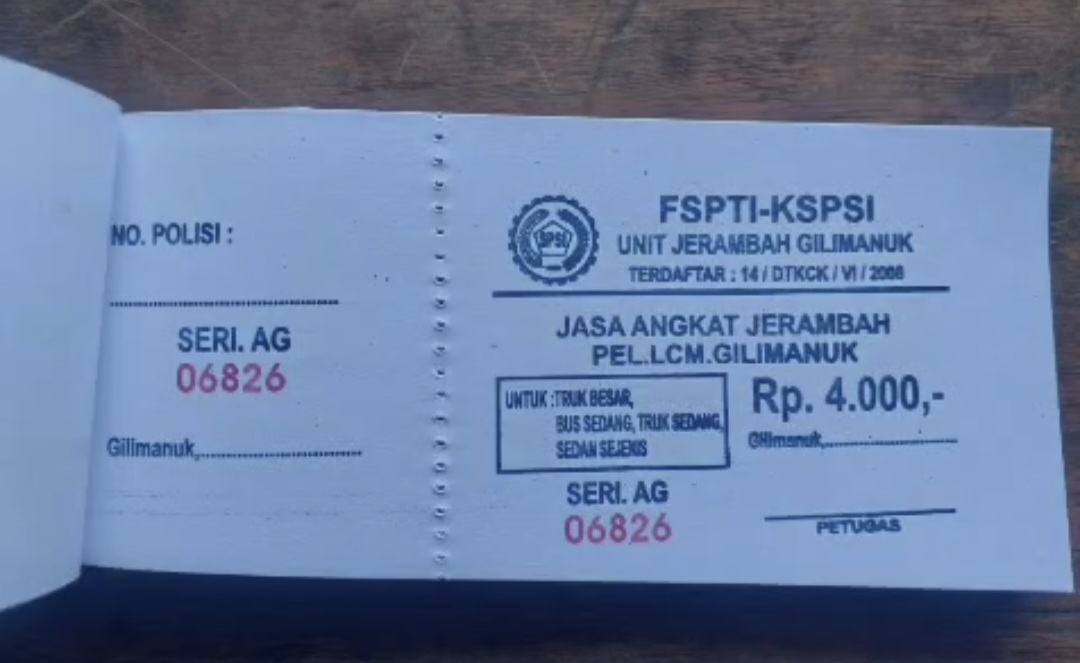 NO. POLISI :
SERI. AG
06826
Gilimanuk,
SPSI
FSPTI-KSPSI
UNIT JERAMBAH GILIMANUK
TERDAFTAR : 14 / DTKCK / VI / 2008
JASA ANGKAT JERAMBAH
PEL.LCM.GILIMANUK
UNTUK : TRUK BESAR,
BUS SEDANG, TRUK SEDANG,
SEDAN SEJENIS
Rp. 4.000,-
Gilimanuk,
SERI. AG
06826
PETUGAS